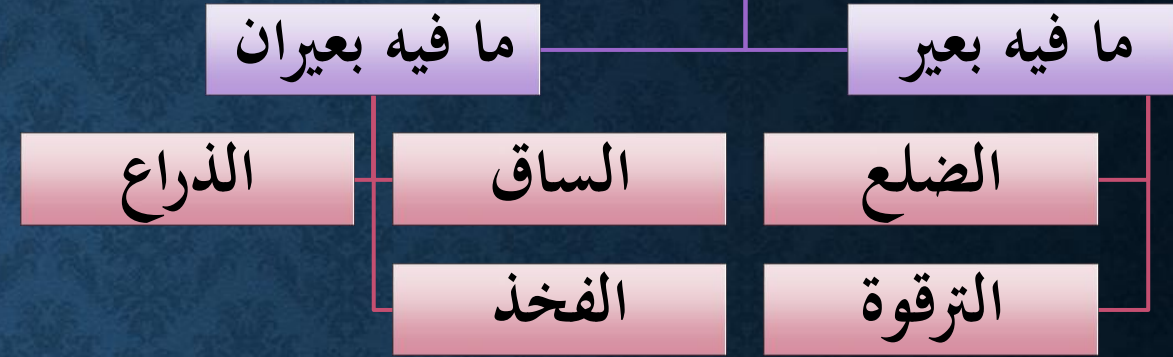 ما فيه بعير
ما فيه بعيران
الضلع
الساق
الذراع
الترقوة
الفخذ